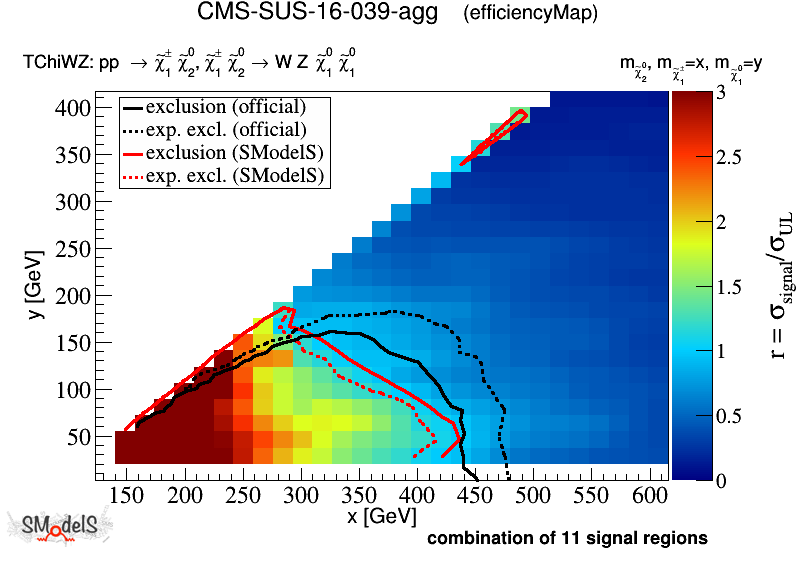 CMS-SUS-16-039-agg (efficiencyMap)
TChiWZ: pp → χ̃₁^± χ̃₂⁰, χ̃₁^± χ̃₂⁰ → W Z χ̃₁⁰ χ̃₁⁰
m_χ̃₂⁰, m_χ̃₁^±=x, m_χ̃₁⁰=y
exclusion (official)
exp. excl. (official)
exclusion (SModelS)
exp. excl. (SModelS)
400
350
300
250
200
150
100
50
y [GeV]
150 200 250 300 350 400 450 500 550 600
x [GeV]
3
2.5
2
1.5
1
0.5
0
r = σ_signal/σ_UL
SModelS
combination of 11 signal regions